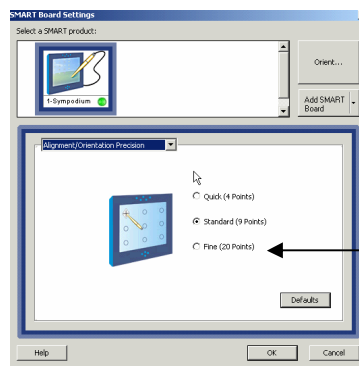 SMART Board Settings
Select a SMART product:
1-Sympodium
Orient...
Add SMART
Board
Alignment/Orientation Precision
Quick (4 Points)
Standard (9 Points)
Fine (20 Points)
Defaults
Help
OK
Cancel